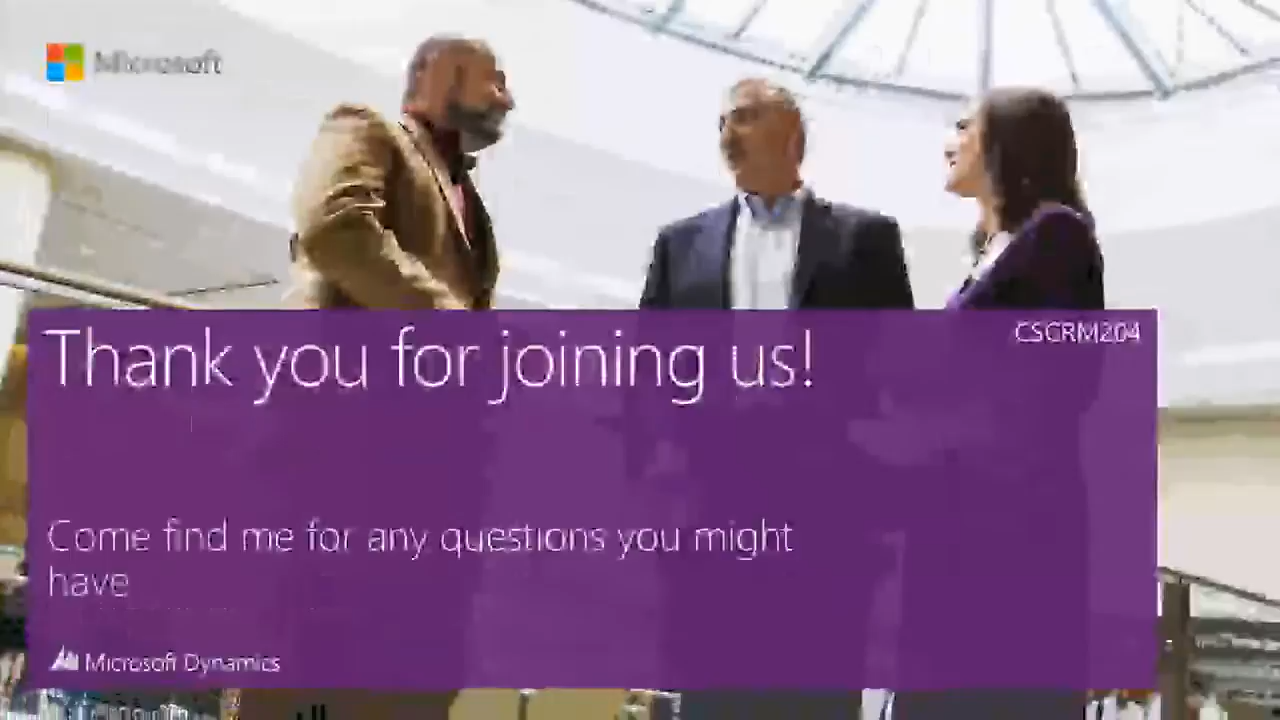 Microsoft
Thank you for joining us!
CSCRM204
Come find me for any questions you might
have
Microsoft Dynamics